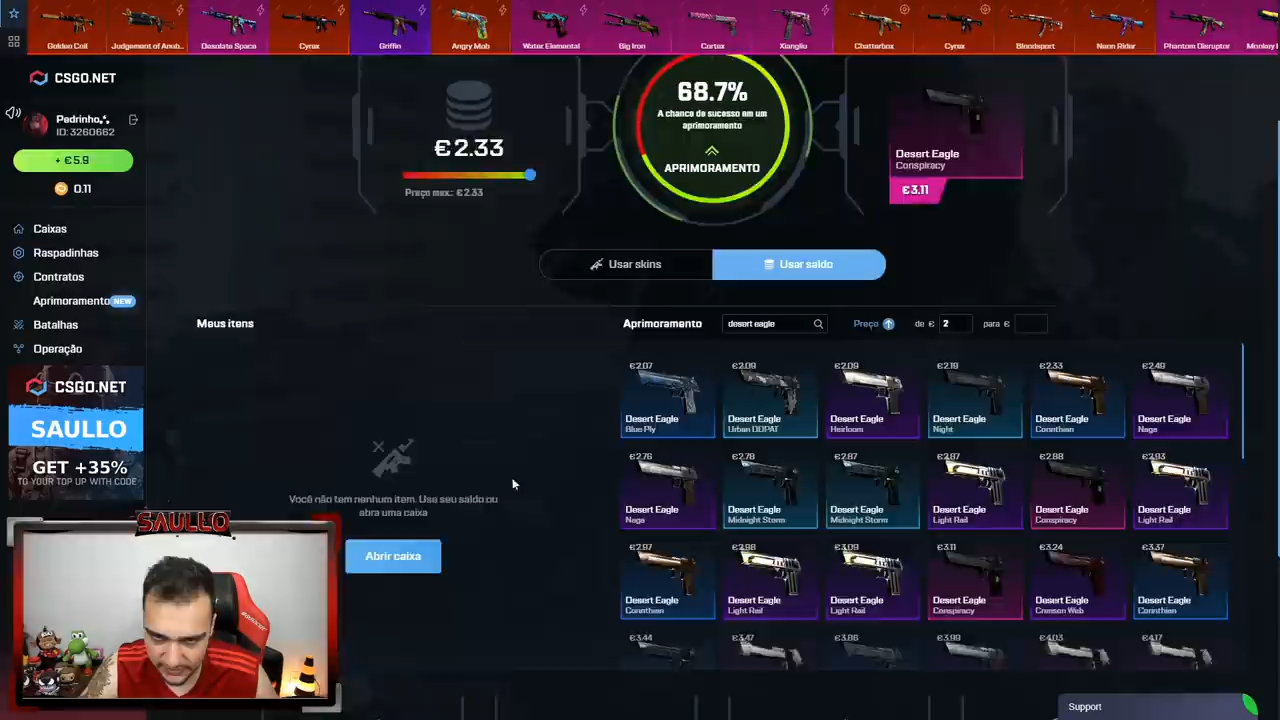 Golden Coil
Judgement of Anub..
Desolate Space
Cyrex
Griffin
Angry Mob
Water Elemental
Big Iron
Cortex
Xiangliu
Chatterbox
Cyrex
Bloodsport
Neon Rider
Phantom Disruptor
CSGO.NET
Pedrinho
ID: 3260662
+ €5.9
0.11
Caixas
Raspadinhas
Contratos
Aprimoramento NEW
Batalhas
Operação
CSGO.NET
SAULLO
GET +35%
TO YOUR TOP UP WITH CODE
SAULLO
€2.33
Preço max.: €2.33
68.7%
A chance de sucesso em um
aprimoramento
APRIMORAMENTO
Desert Eagle
Conspiracy
€3.11
Usar skins
Usar saldo
Meus itens
Aprimoramento
desert eagle
Preço
de €
2
para €
Você não tem nenhum item. Use seu saldo ou
abra uma caixa
Abrir caixa
€2.07
Desert Eagle
Blue Ply
€2.09
Desert Eagle
Urban DDPAT
€2.09
Desert Eagle
Heirloom
€2.19
Desert Eagle
Night
€2.33
Desert Eagle
Corinthian
€2.49
Desert Eagle
Naga
€2.76
Desert Eagle
Naga
€2.78
Desert Eagle
Midnight Storm
€2.87
Desert Eagle
Midnight Storm
€2.87
Desert Eagle
Light Rail
€2.88
Desert Eagle
Conspiracy
€2.93
Desert Eagle
Light Rail
€2.97
Desert Eagle
Corinthian
€2.98
Desert Eagle
Light Rail
€3.09
Desert Eagle
Light Rail
€3.11
Desert Eagle
Conspiracy
€3.24
Desert Eagle
Crimson Web
€3.37
Desert Eagle
Corinthian
€3.44
€3.47
€3.86
€3.99
€4.03
€4.17
Support